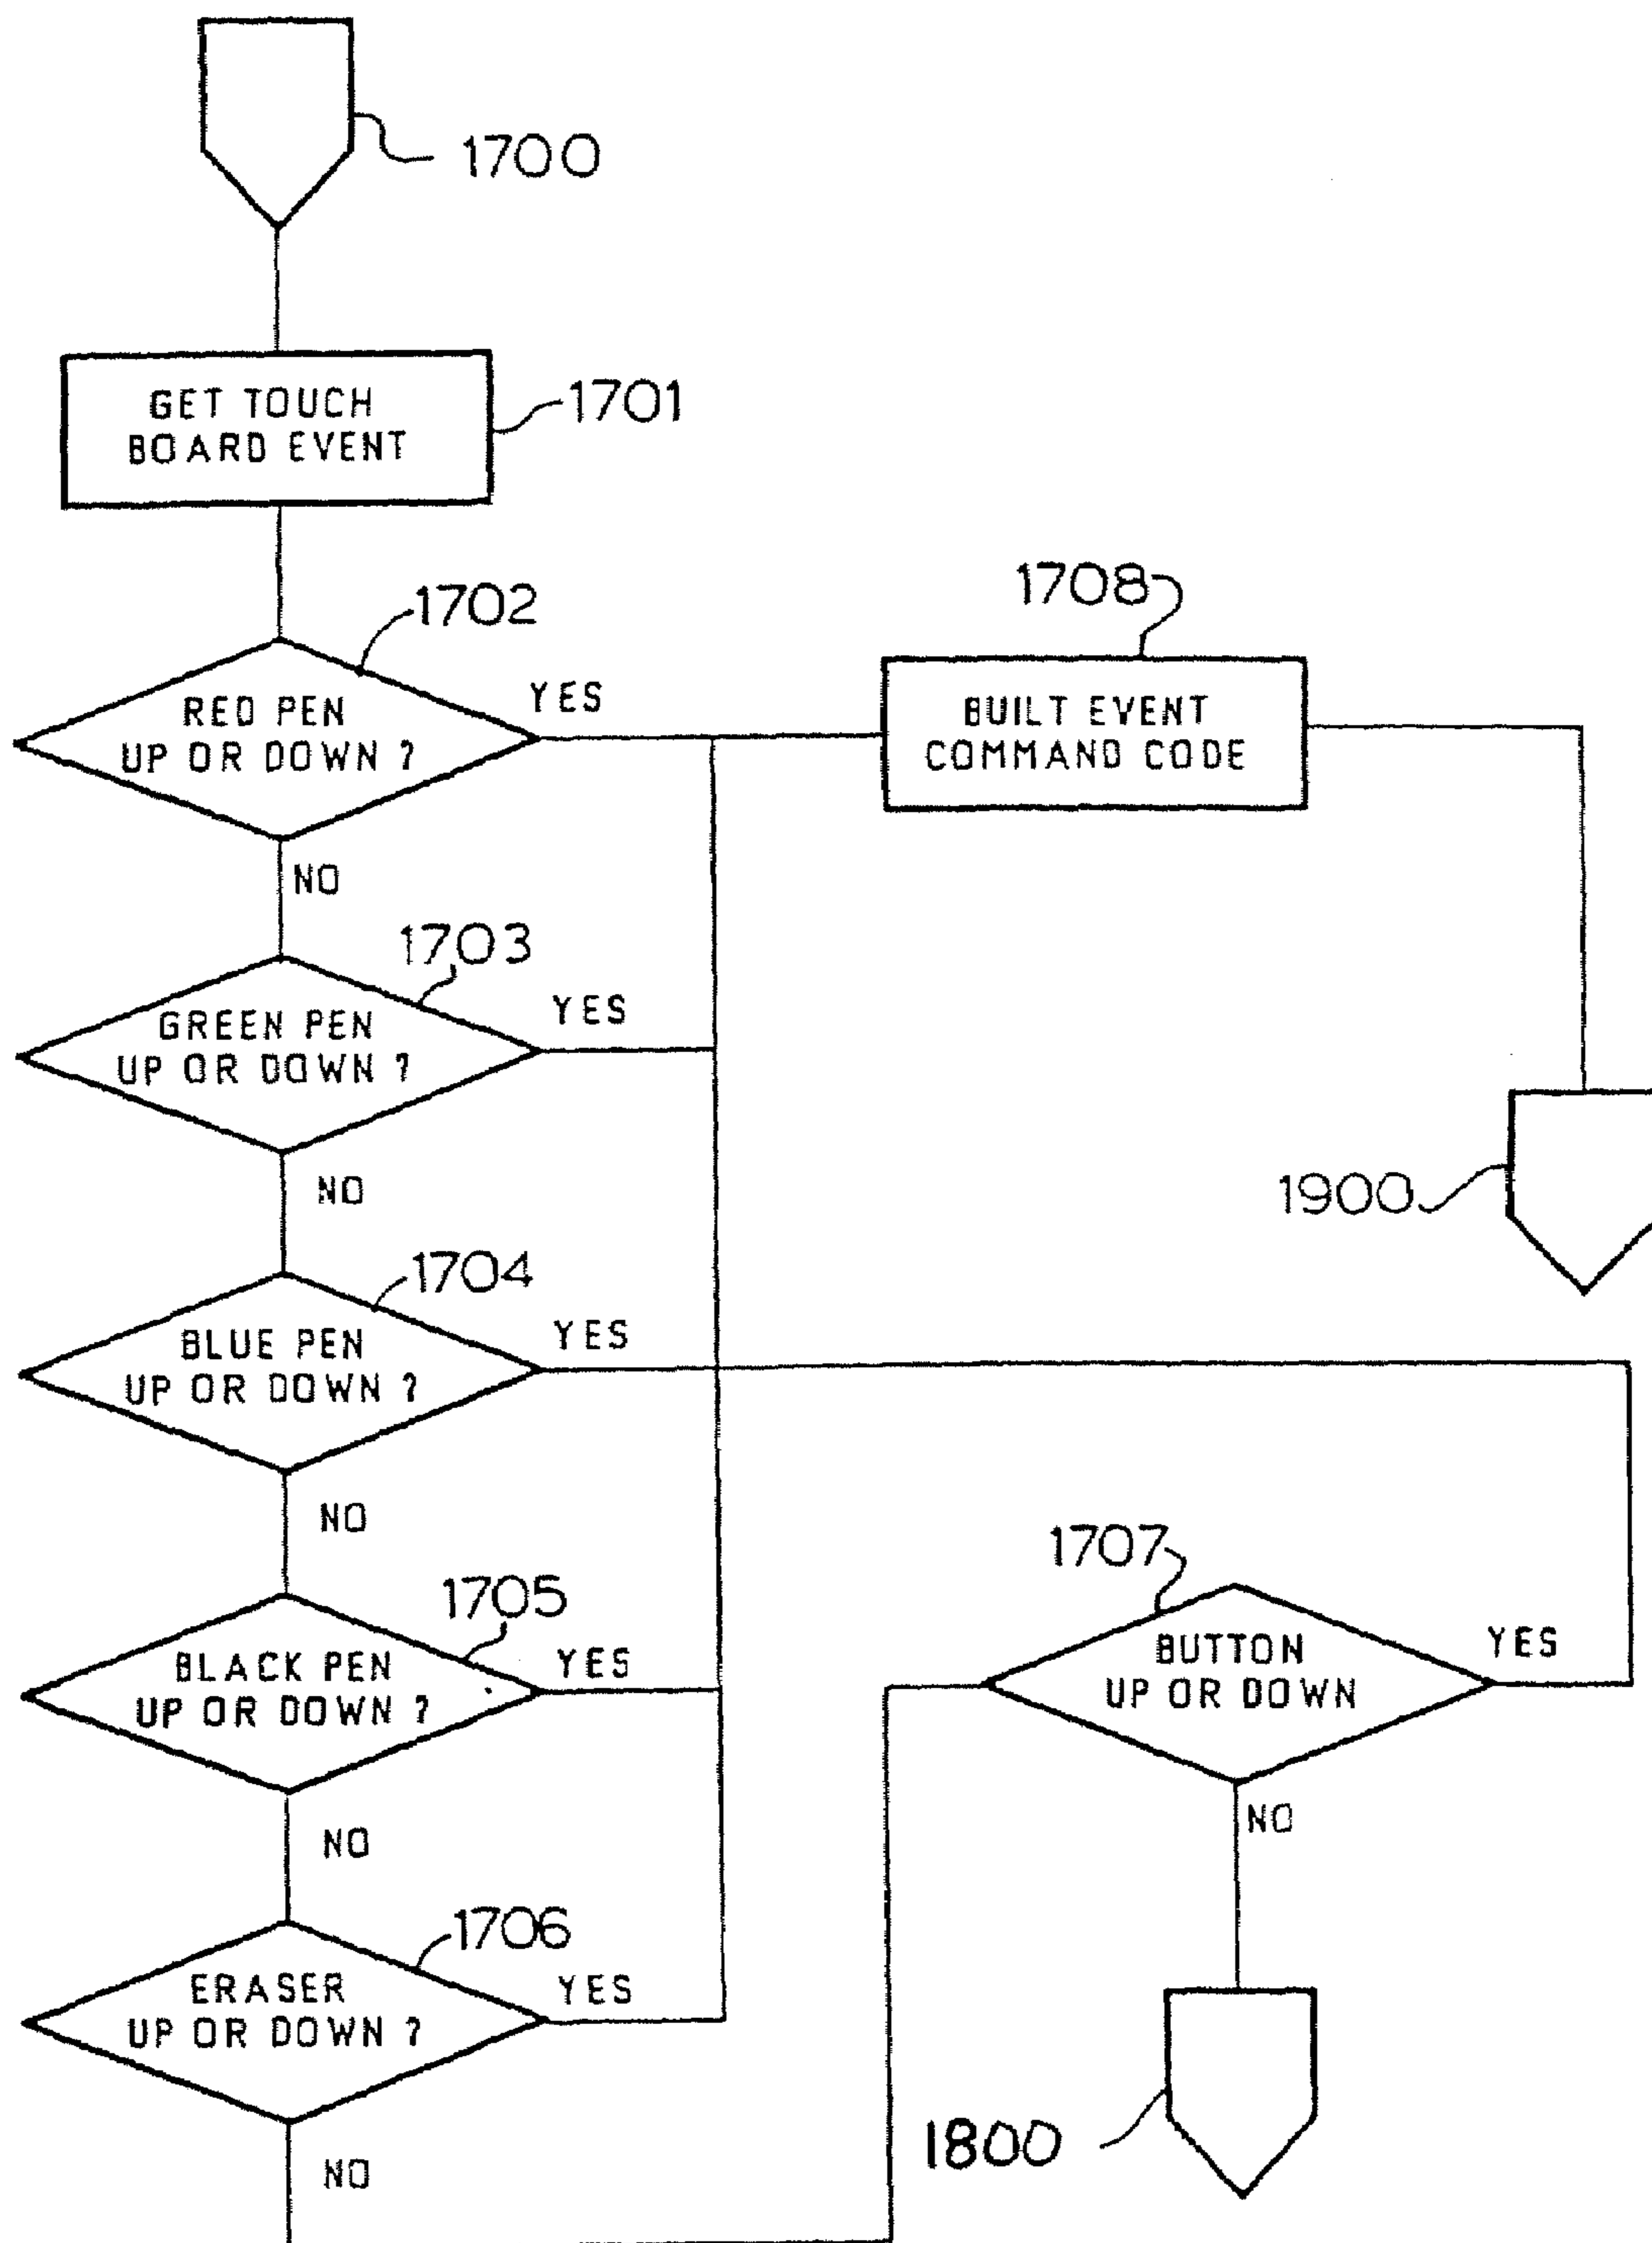 1700
GET TOUCH
BOARD EVENT
1701
1702
RED PEN
UP OR DOWN ?
YES
NO
1708
BUILT EVENT
COMMAND CODE
1703
GREEN PEN
UP OR DOWN ?
YES
NO
1900
1704
BLUE PEN
UP OR DOWN ?
YES
NO
1705
BLACK PEN
UP OR DOWN ?
YES
NO
1707
BUTTON
UP OR DOWN
YES
NO
1706
ERASER
UP OR DOWN ?
YES
NO
1800